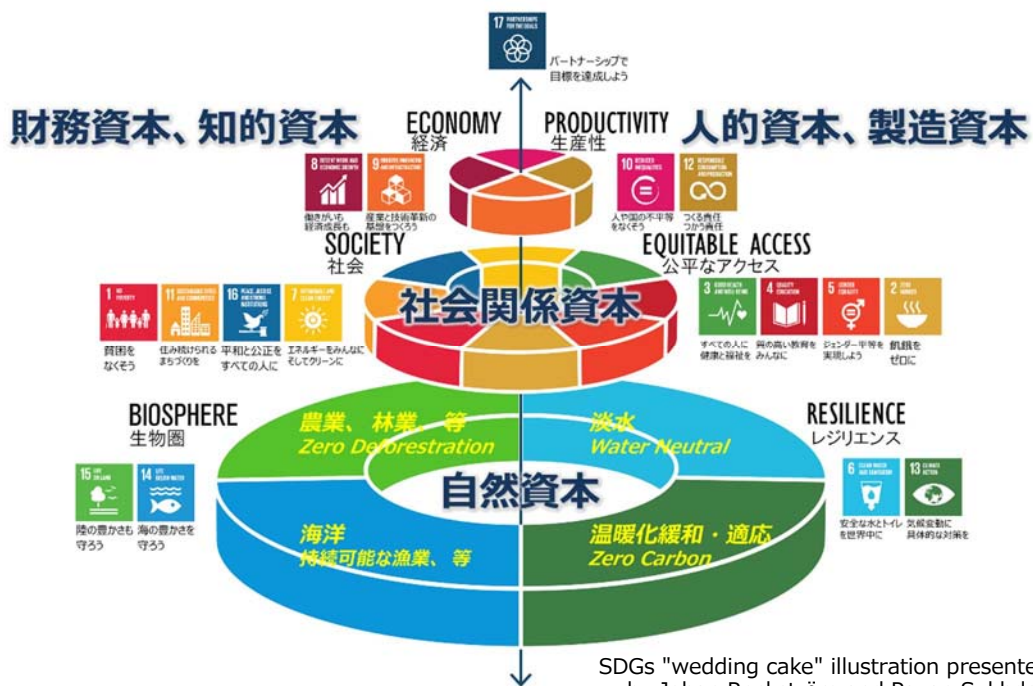 17 PARTNERSHIPS FOR THE GOALS
パートナーシップで
目標を達成しよう
財務資本、知的資本
ECONOMY
経済
PRODUCTIVITY
生産性
人的資本、製造資本
8 DECENT WORK AND ECONOMIC GROWTH
9 INDUSTRY, INNOVATION AND INFRASTRUCTURE
10 REDUCED INEQUALITIES
12 RESPONSIBLE CONSUMPTION AND PRODUCTION
働きがいも
経済成長も
産業と技術革新の
基盤をつくろう
人や国の不平等
をなくそう
つくる責任
つかう責任
SOCIETY
社会
EQUITABLE ACCESS
公平なアクセス
1 NO POVERTY
11 SUSTAINABLE CITIES AND COMMUNITIES
16 PEACE, JUSTICE AND STRONG INSTITUTIONS
7 AFFORDABLE AND CLEAN ENERGY
社会関係資本
3 GOOD HEALTH AND WELL-BEING
4 QUALITY EDUCATION
5 GENDER EQUALITY
2 ZERO HUNGER
貧困を
なくそう
住み続けられる
まちづくりを
平和と公正を
すべての人に
エネルギーをみんなに
そしてクリーンに
すべての人に
健康と福祉を
質の高い教育を
みんなに
ジェンダー平等を
実現しよう
飢餓を
ゼロに
BIOSPHERE
生物圏
農業、林業、等
Zero Deforestration
淡水
Water Neutral
RESILIENCE
レジリエンス
15 LIFE ON LAND
14 LIFE BELOW WATER
自然資本
6 CLEAN WATER AND SANITATION
13 CLIMATE ACTION
陸の豊かさも
守ろう
海の豊かさを
守ろう
海洋
持続可能な漁業、等
温暖化緩和・適応
Zero Carbon
安全な水とトイレ
を世界中に
気候変動に
具体的な対策を
SDGs "wedding cake" illustration presente